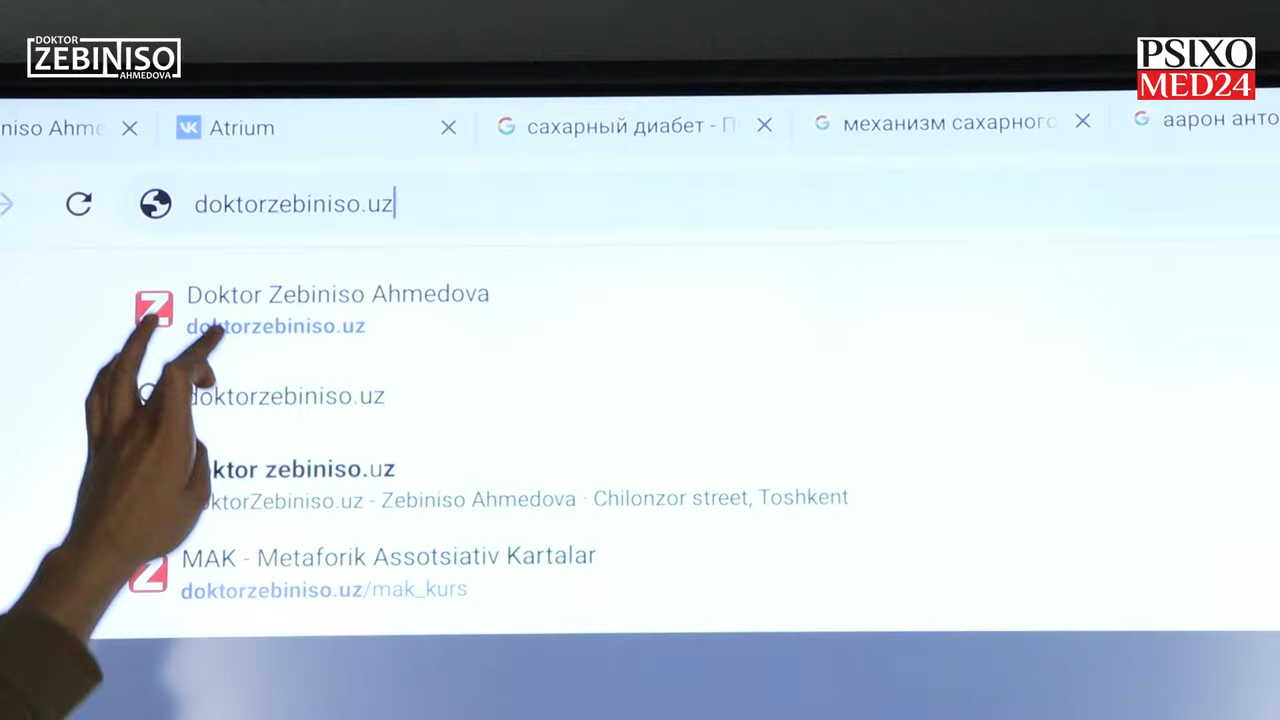 DOKTOR
ZEBINISO
AHMEDOVA
PSIXO
MED24
niso Ahme
Atrium
сахарный диабет - П
механизм сахарного
аарон анто
doktorzebiniso.uz
Doktor Zebiniso Ahmedova
doktorzebiniso.uz
doktorzebiniso.uz
ktor zebiniso.uz
ktorZebiniso.uz - Zebiniso Ahmedova · Chilonzor street, Toshkent
MAK - Metaforik Assotsiativ Kartalar
doktorzebiniso.uz/mak_kurs